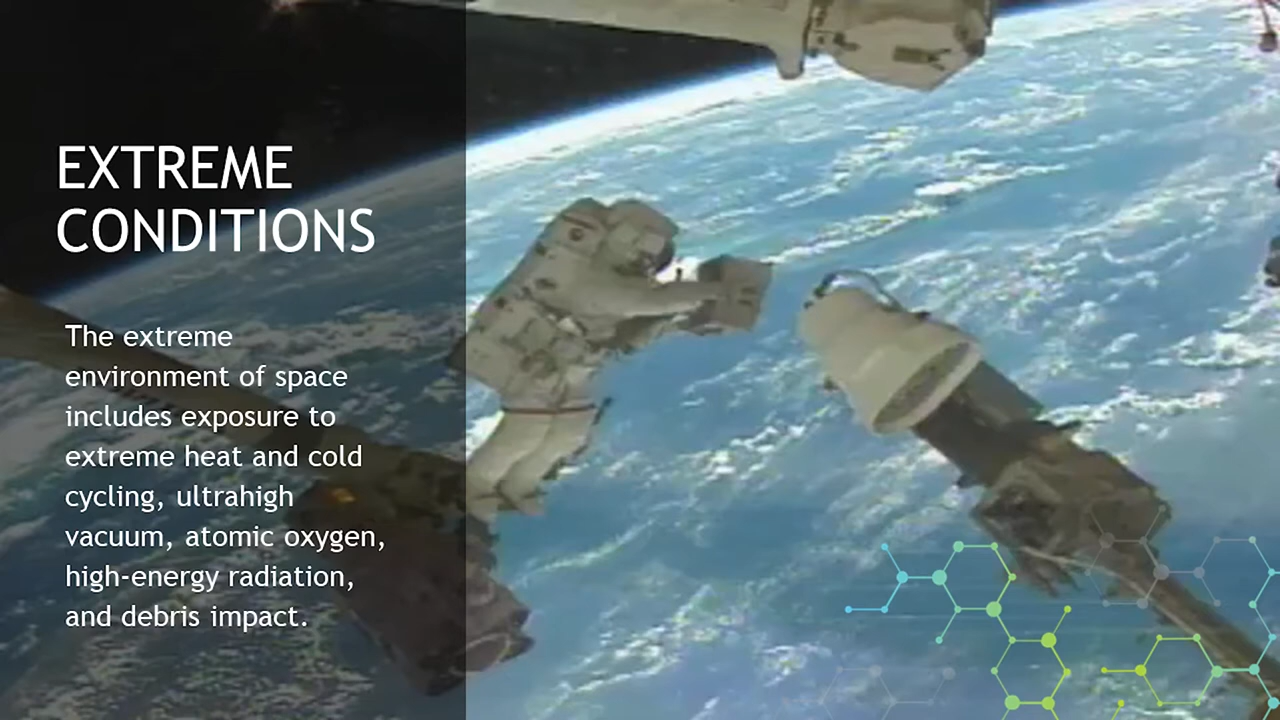 EXTREME
CONDITIONS
The extreme
environment of space
includes exposure to
extreme heat and cold
cycling, ultrahigh
vacuum, atomic oxygen,
high-energy radiation,
and debris impact.